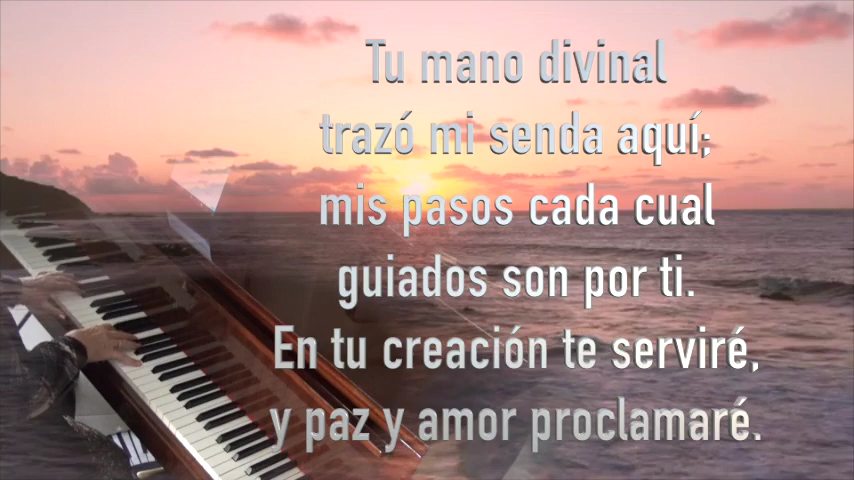 Tu mano divinal
trazó mi senda aquí;
mis pasos cada cual
guiados son por ti.
En tu creación te serviré,
y paz y amor proclamaré.